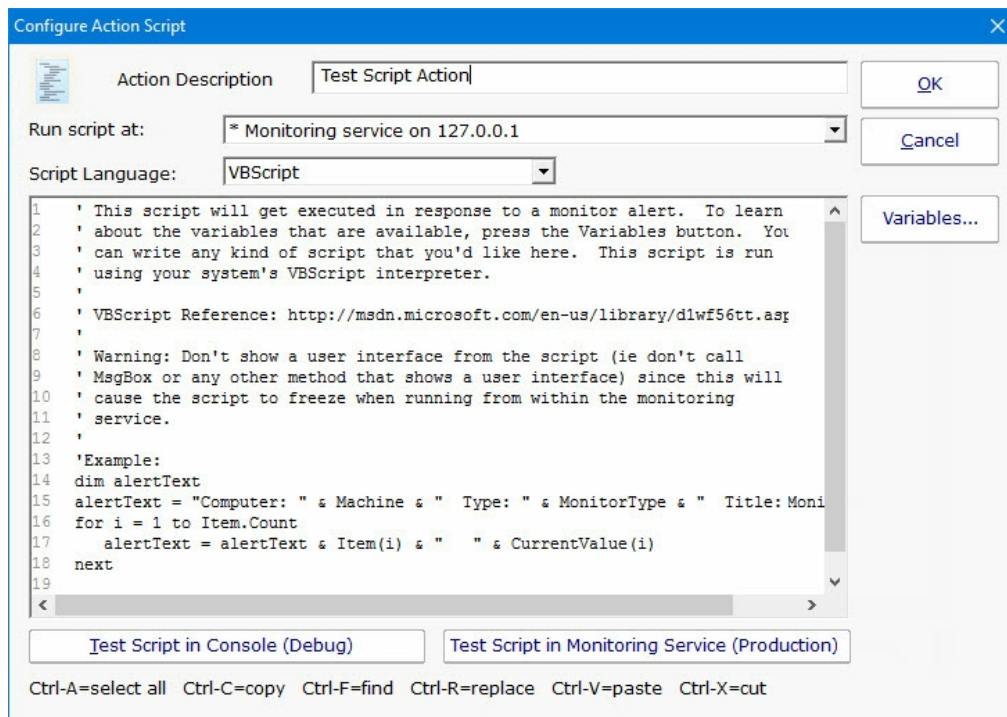 Configure Action Script
Action Description
Test Script Action
OK
Run script at:
* Monitoring service on 127.0.0.1
Cancel
Script Language:
VBScript
Variables...
1 ' This script will get executed in response to a monitor alert.  To learn
2 ' about the variables that are available, press the Variables button.  You
3 ' can write any kind of script that you'd like here.  This script is run
4 ' using your system's VBScript interpreter.
5 '
6 ' VBScript Reference: http://msdn.microsoft.com/en-us/library/d1wf56tt.asp
7 '
8 ' Warning: Don't show a user interface from the script (ie don't call
9 ' MsgBox or any other method that shows a user interface) since this will
10 ' cause the script to freeze when running from within the monitoring
11 ' service.
12 '
13 'Example:
14 dim alertText
15 alertText = "Computer: " & Machine & "  Type: " & MonitorType & "  Title: Moni
16 for i = 1 to Item.Count
17    alertText = alertText & Item(i) & "   " & CurrentValue(i)
18 next
19
Test Script in Console (Debug)
Test Script in Monitoring Service (Production)
Ctrl-A=select all Ctrl-C=copy Ctrl-F=find Ctrl-R=replace Ctrl-V=paste Ctrl-X=cut